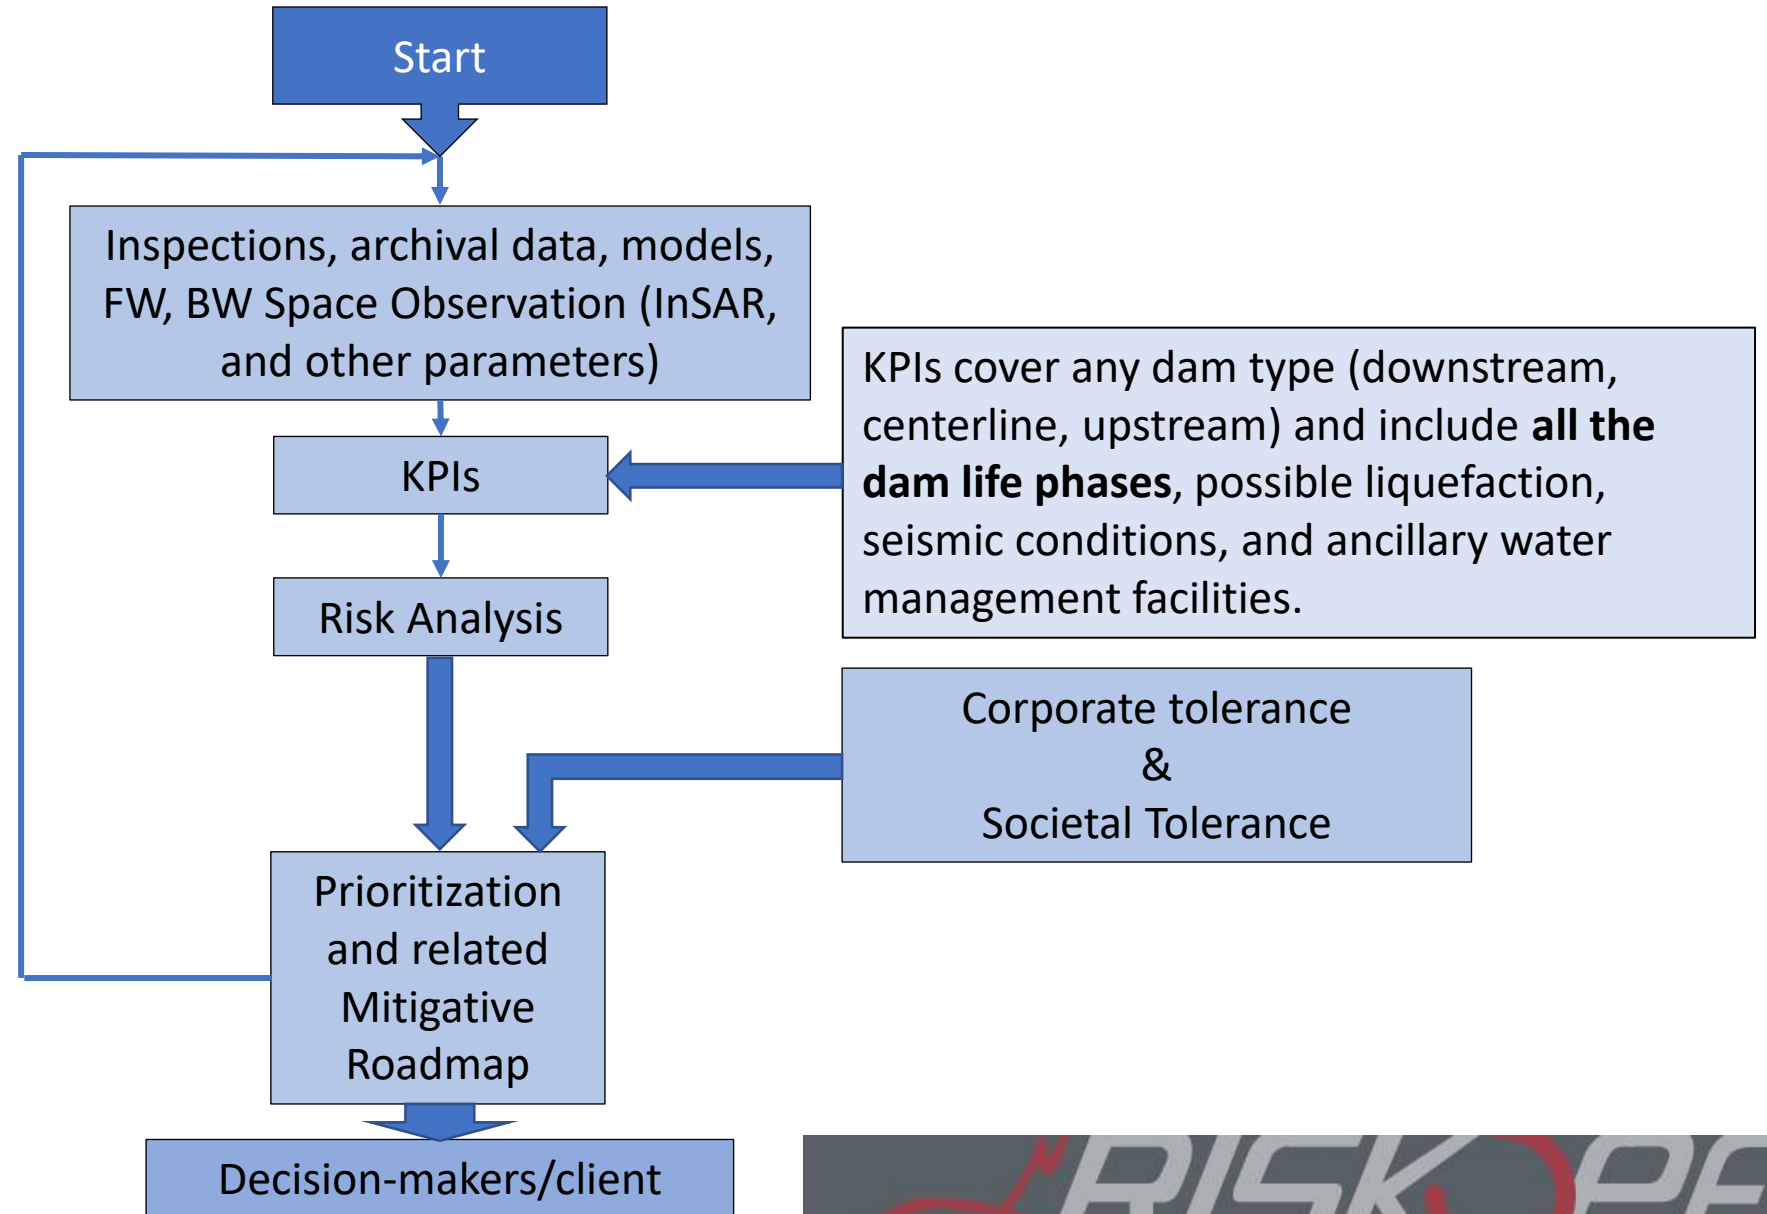 Start
Inspections, archival data, models,
FW, BW Space Observation (InSAR,
and other parameters)
KPIs
KPIs cover any dam type (downstream,
centerline, upstream) and include all the
dam life phases, possible liquefaction,
seismic conditions, and ancillary water
management facilities.
Risk Analysis
Corporate tolerance
&
Societal Tolerance
Prioritization
and related
Mitigative
Roadmap
Decision-makers/client
RISK